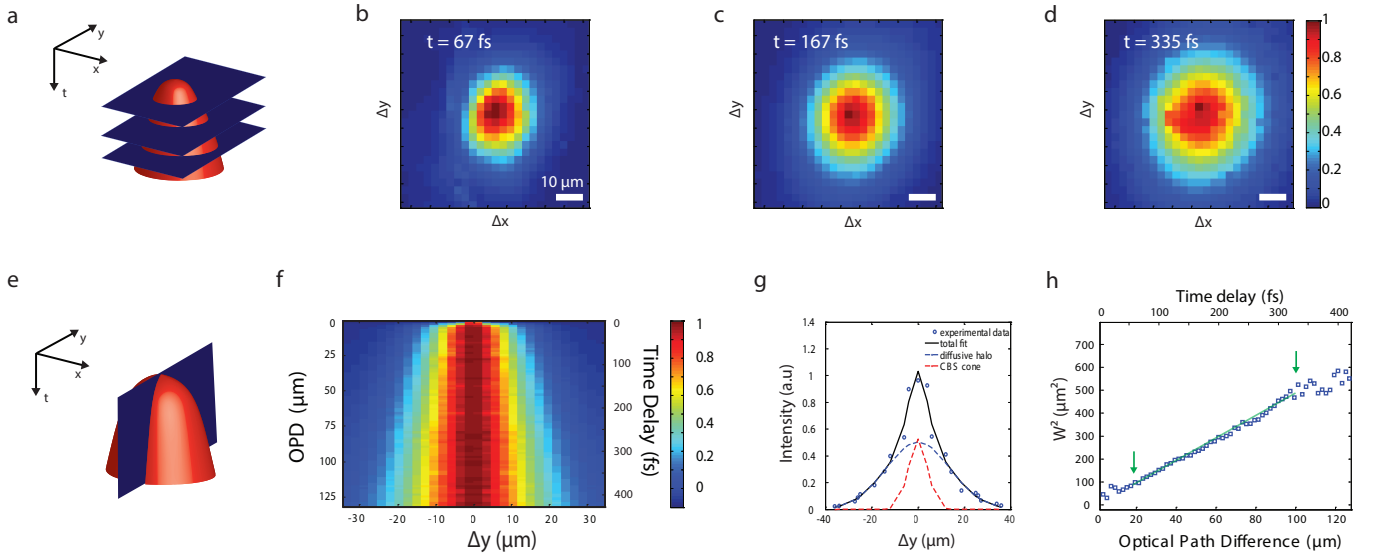 a
y
x
t
b
t = 67 fs
Δy
10 μm
Δx
c
t = 167 fs
Δy
Δx
d
t = 335 fs
Δy
Δx
1
0.8
0.6
0.4
0.2
0
e
y
x
t
f
OPD (μm)
0
25
50
75
100
125
-30 -20 -10 0 10 20 30
Δy (μm)
0
100
200
300
400
Time Delay (fs)
1
0.8
0.6
0.4
0.2
0
g
Intensity (a.u)
1.4
1.2
1
0.8
0.6
0.4
0.2
0
experimental data
total fit
diffusive halo
CBS cone
-40 -20 0 20 40
Δy (μm)
h
Time delay (fs)
0 100 200 300 400
W² (μm²)
700
600
500
400
300
200
100
0
0 20 40 60 80 100 120
Optical Path Difference (μm)